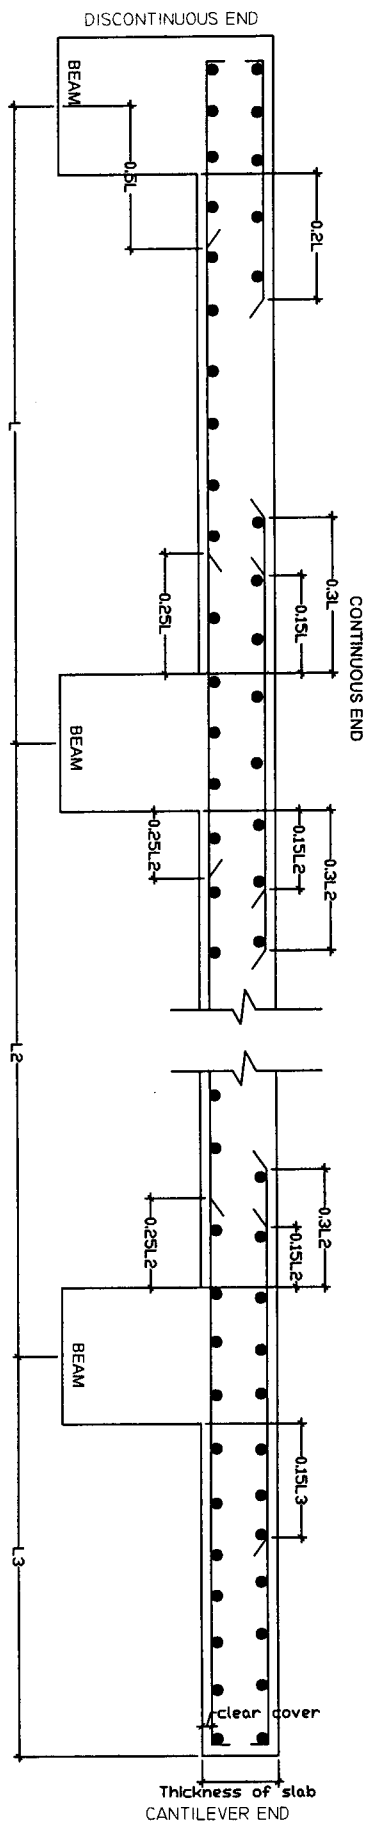 DISCONTINUOUS END
BEAM
0.5L
0.2L
L
0.3L
0.15L
0.25L
CONTINUOUS END
BEAM
0.25L2
0.15L2
0.3L2
L2
0.3L2
0.15L2
0.25L2
BEAM
0.15L3
L3
clear cover
Thickness of slab
CANTILEVER END